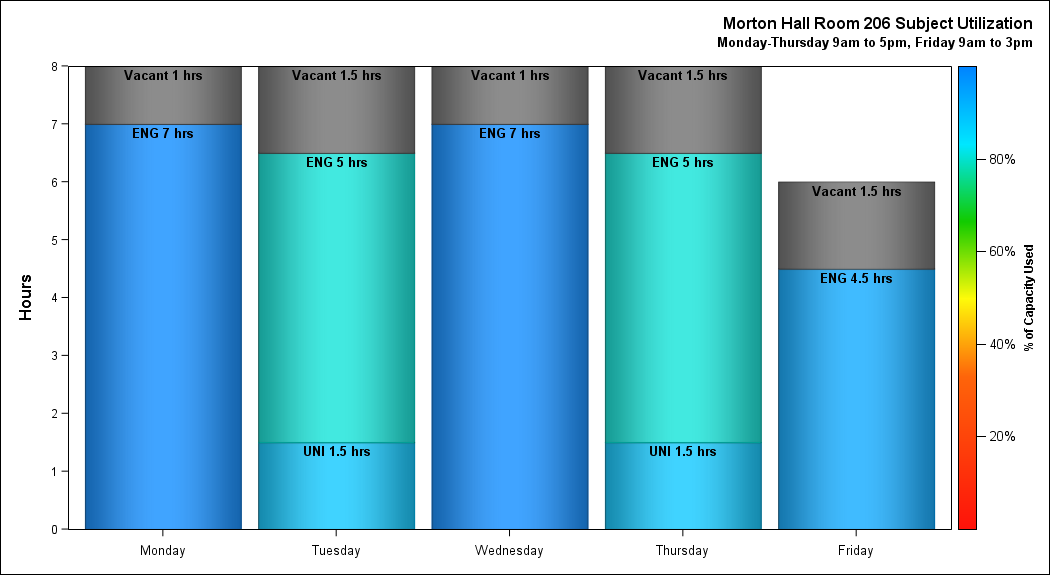 Morton Hall Room 206 Subject Utilization
Monday-Thursday 9am to 5pm, Friday 9am to 3pm
8
7
6
5
4
3
2
1
0
Hours
Vacant 1 hrs
ENG 7 hrs
Vacant 1.5 hrs
ENG 5 hrs
UNI 1.5 hrs
Vacant 1 hrs
ENG 7 hrs
Vacant 1.5 hrs
ENG 5 hrs
UNI 1.5 hrs
Vacant 1.5 hrs
ENG 4.5 hrs
Monday
Tuesday
Wednesday
Thursday
Friday
80%
60%
40%
20%
% of Capacity Used